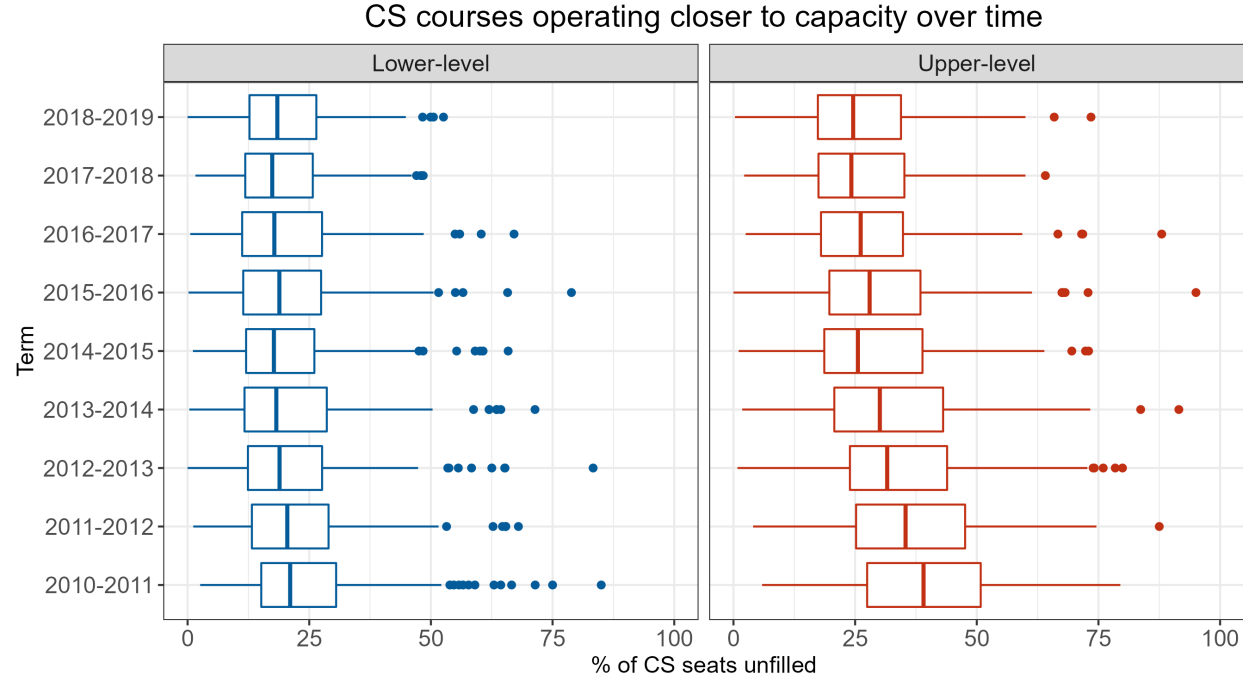 CS courses operating closer to capacity over time
Lower-level
Upper-level
Term
2018-2019
2017-2018
2016-2017
2015-2016
2014-2015
2013-2014
2012-2013
2011-2012
2010-2011
0 25 50 75 100
0 25 50 75 100
% of CS seats unfilled